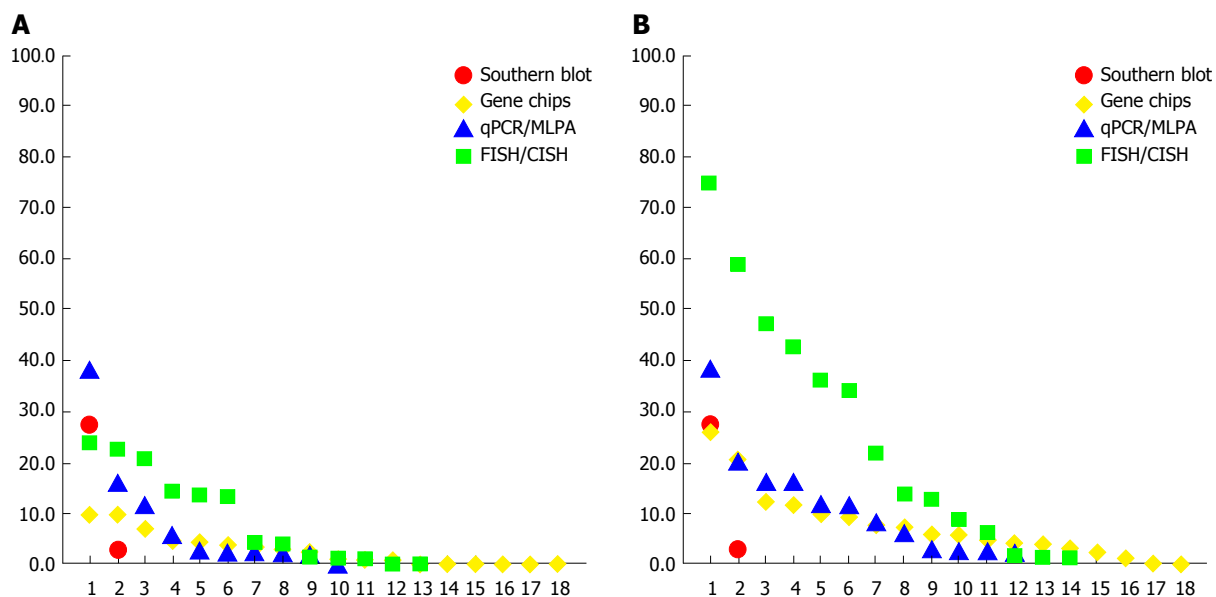 A
100.0
90.0
80.0
70.0
60.0
50.0
40.0
30.0
20.0
10.0
0.0
1 2 3 4 5 6 7 8 9 10 11 12 13 14 15 16 17 18
Southern blot
Gene chips
qPCR/MLPA
FISH/CISH
B
100.0
90.0
80.0
70.0
60.0
50.0
40.0
30.0
20.0
10.0
0.0
1 2 3 4 5 6 7 8 9 10 11 12 13 14 15 16 17 18
Southern blot
Gene chips
qPCR/MLPA
FISH/CISH